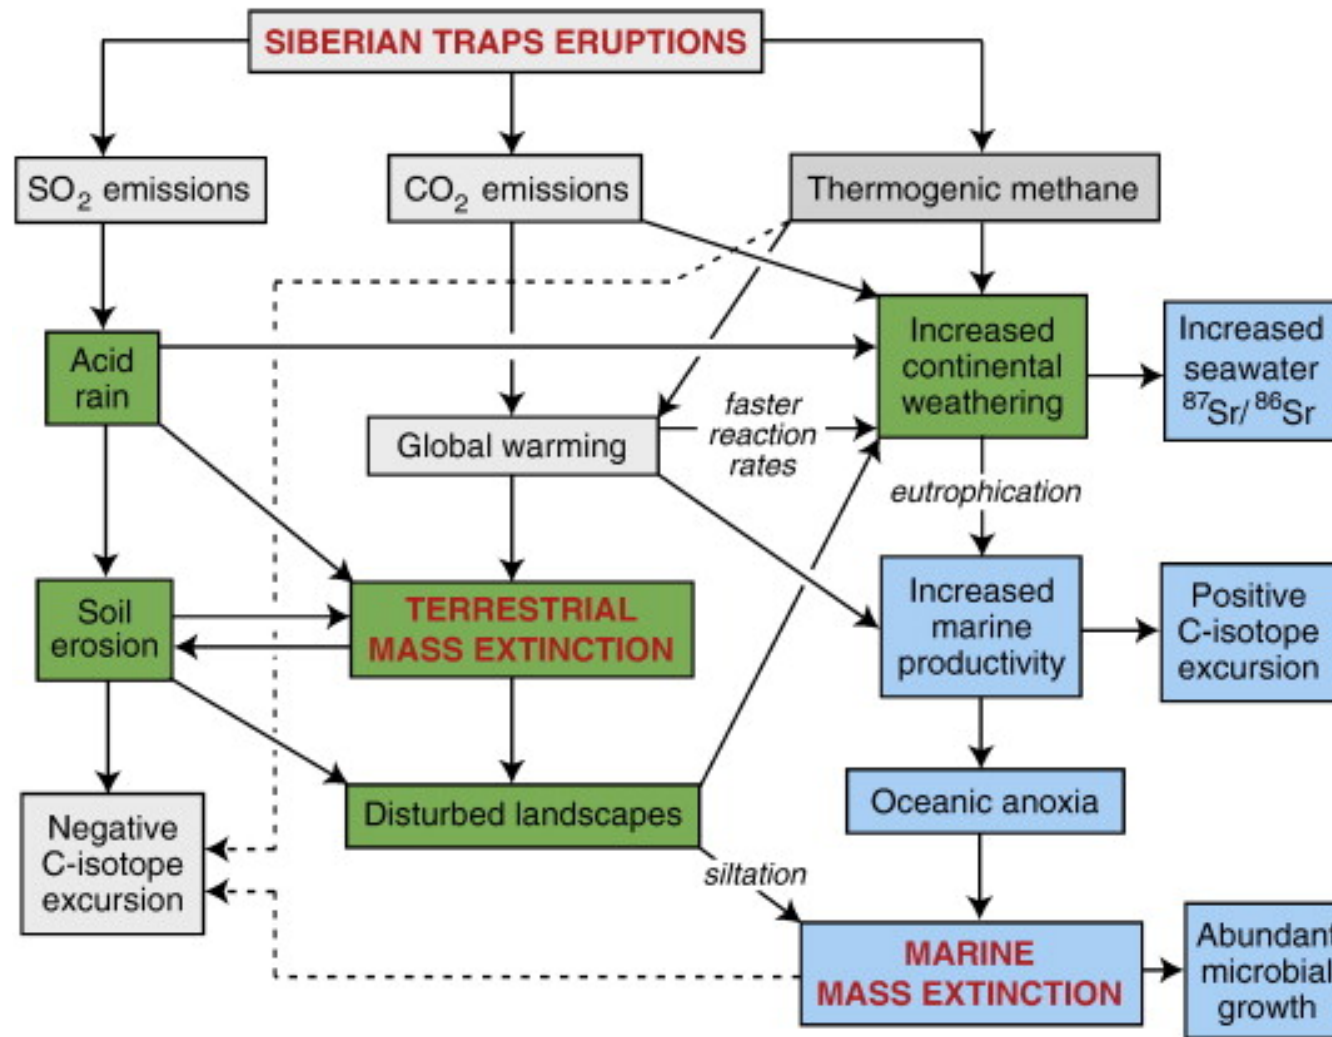 SIBERIAN TRAPS ERUPTIONS
SO₂ emissions
CO₂ emissions
Thermogenic methane
Acid
rain
Increased
continental
weathering
Increased
seawater
⁸⁷Sr/ ⁸⁶Sr
Global warming
faster
reaction
rates
eutrophication
Soil
erosion
TERRESTRIAL
MASS EXTINCTION
Increased
marine
productivity
Positive
C-isotope
excursion
Negative
C-isotope
excursion
Disturbed landscapes
Oceanic anoxia
siltation
MARINE
MASS EXTINCTION
Abundant
microbial
growth